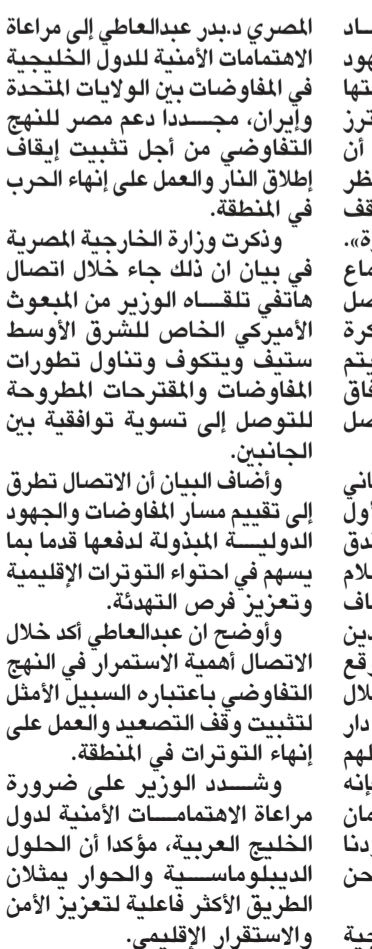 المصري د.بدر عبدالعاطي إلى مراعاة
الاهتمامات الأمنية للدول الخليجية
في المفاوضات بين الولايات المتحدة
وإيران، مجـــددا دعم مصر للنهج
التفاوضي من أجل تثبيت إيقاف
إطلاق النار والعمل على إنهاء الحرب
في المنطقة.
وذكرت وزارة الخارجية المصرية
في بيان ان ذلك جاء خلال اتصال
هاتفي تلقـــاه الوزير من المبعوث
الأميركي الخاص للشرق الأوسط
ستيف ويتكوف وتناول تطورات
المفاوضات والمقترحات المطروحة
للتوصل إلى تسوية توافقية بين
الجانبين.
وأضاف البيان أن الاتصال تطرق
إلى تقييم مسار المفاوضات والجهود
الدوليـــة المبذولة لدفعها قدما بما
يسهم في احتواء التوترات الإقليمية
وتعزيز فرص التهدئة.
وأوضح ان عبدالعاطي أكد خلال
الاتصال أهمية الاستمرار في النهج
التفاوضي باعتباره السبيل الأمثل
لتثبيت وقف التصعيد والعمل على
إنهاء التوترات في المنطقة.
وشـــدد الوزير على ضرورة
مراعاة الاهتمامـــات الأمنية لدول
الخليج العربية، مؤكدا أن الحلول
الديبلوماســـية والحوار يمثلان
الطريق الأكثر فاعلية لتعزيز الأمن
والاستقرار الإقليمي.